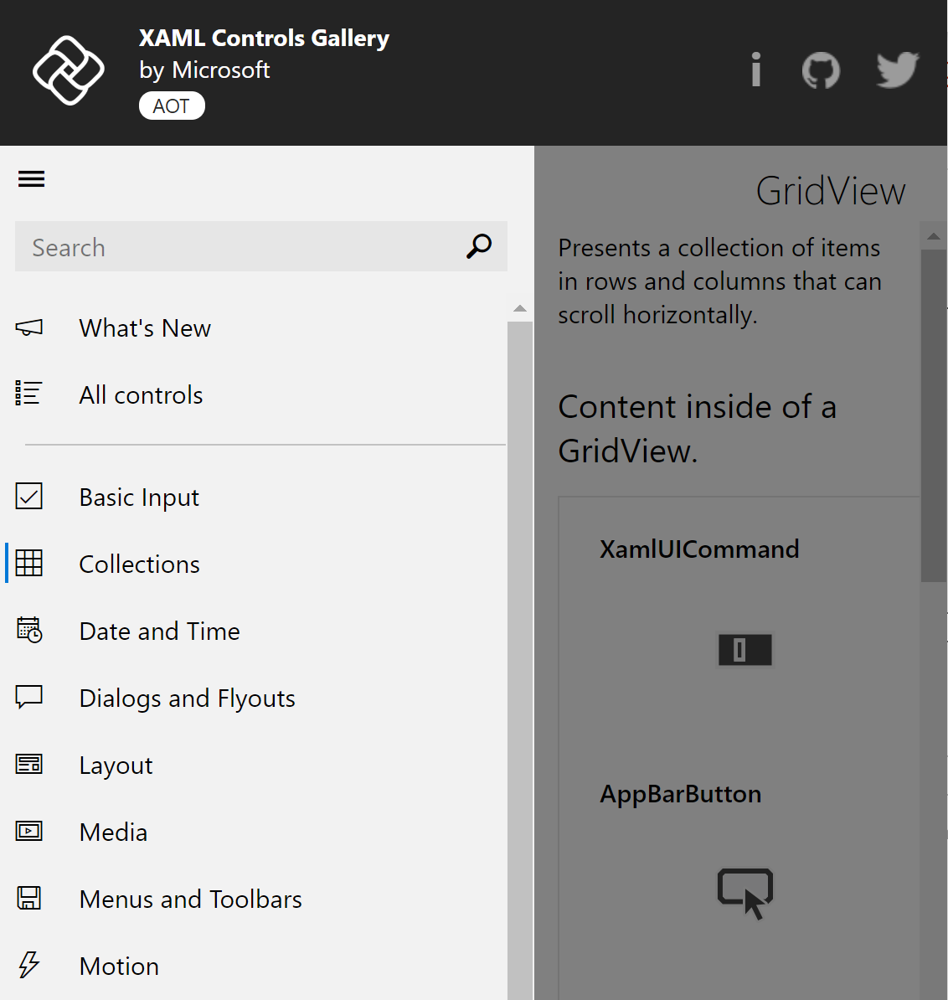 XAML Controls Gallery
by Microsoft
AOT
Search
What's New
All controls
Basic Input
Collections
Date and Time
Dialogs and Flyouts
Layout
Media
Menus and Toolbars
Motion
GridView
Presents a collection of items
in rows and columns that can
scroll horizontally.
Content inside of a
GridView.
XamlUICommand
AppBarButton